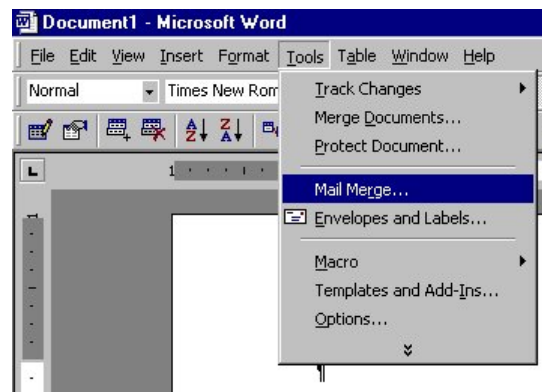 Document1 - Microsoft Word
File Edit View Insert Format Tools Table Window Help
Normal Times New Rom
Track Changes
Merge Documents...
Protect Document...
Mail Merge...
Envelopes and Labels...
Macro
Templates and Add-Ins...
Options...
A Z Z A
L 1